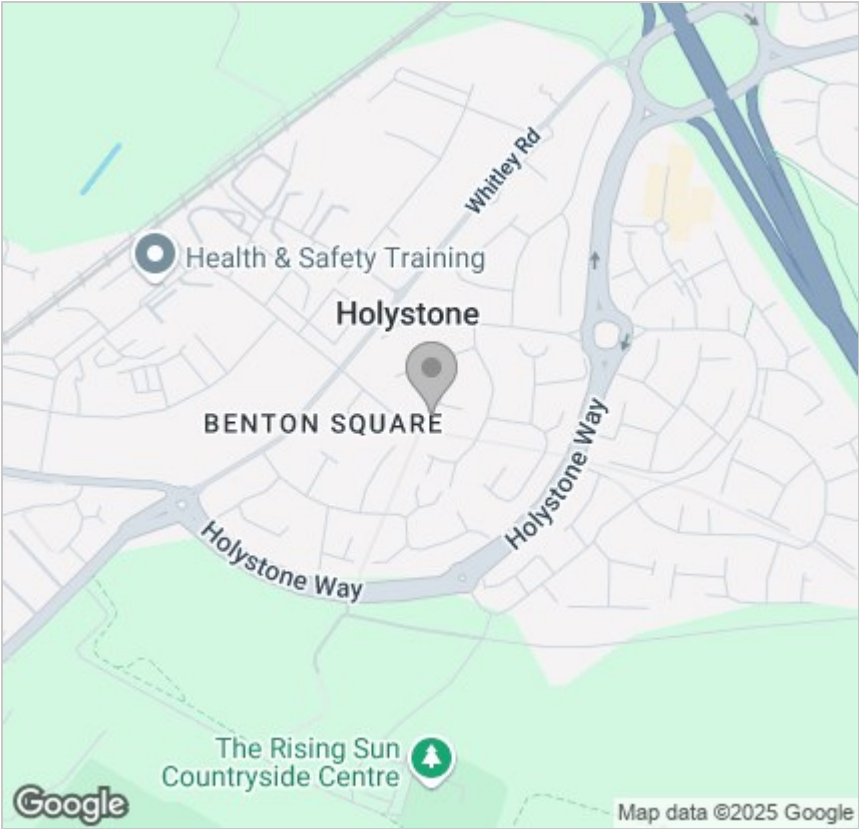 Whitley Rd
Health & Safety Training
Holystone
BENTON SQUARE
Holystone Way
Holystone Way
The Rising Sun
Countryside Centre
Google
Map data ©2025 Google